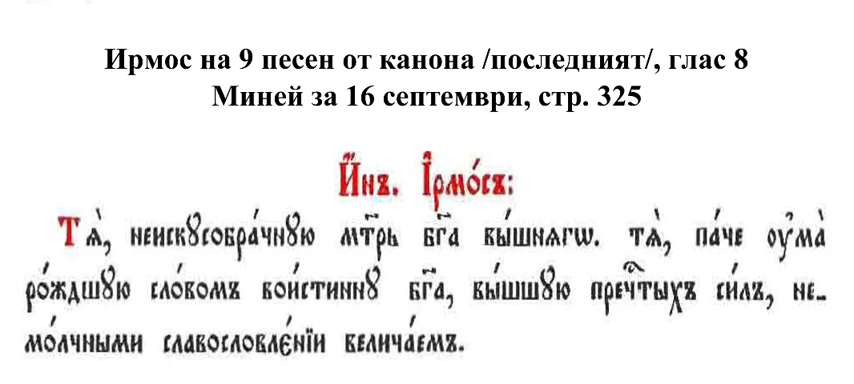 Ирмос на 9 песен от канона /последният/, глас 8
Миней за 16 септември, стр. 325
И҆́нъ. І҆рмо́съ:
Тѧ̀, неискꙋсобра́чнꙋю мт҃рь бг҃а вы́шнѧгѡ. тѧ̀, па́че ᲂу҆ма̀
ро́ждшꙋю сло́вомъ вои́стиннꙋ бг҃а, вы́шшꙋю пречⷭ҇тыхъ си́лъ, не-
мо́лчными славословле́нїи велича́емъ.